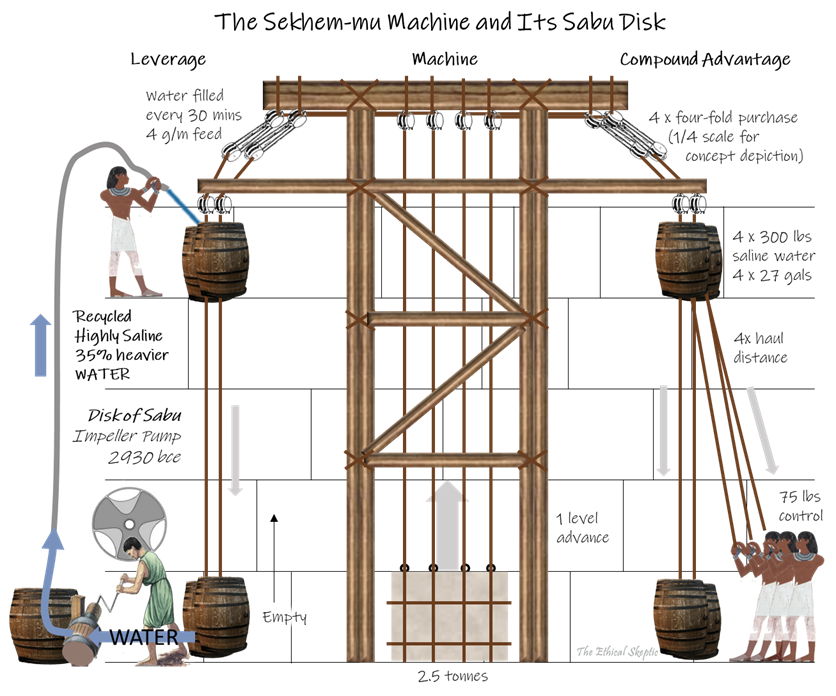 The Sekhem-mu Machine and Its Sabu Disk
Leverage
Machine
Compound Advantage
Water filled
every 30 mins
4 g/m feed
4 x four-fold purchase
(1/4 scale for
concept depiction)
4 x 300 lbs
saline water
4 x 27 gals
Recycled
Highly Saline
35% heavier
WATER
4x haul
distance
Disk of Sabu
Impeller Pump
2930 bce
75 lbs
control
1 level
advance
Empty
WATER
The Ethical Skeptic
2.5 tonnes